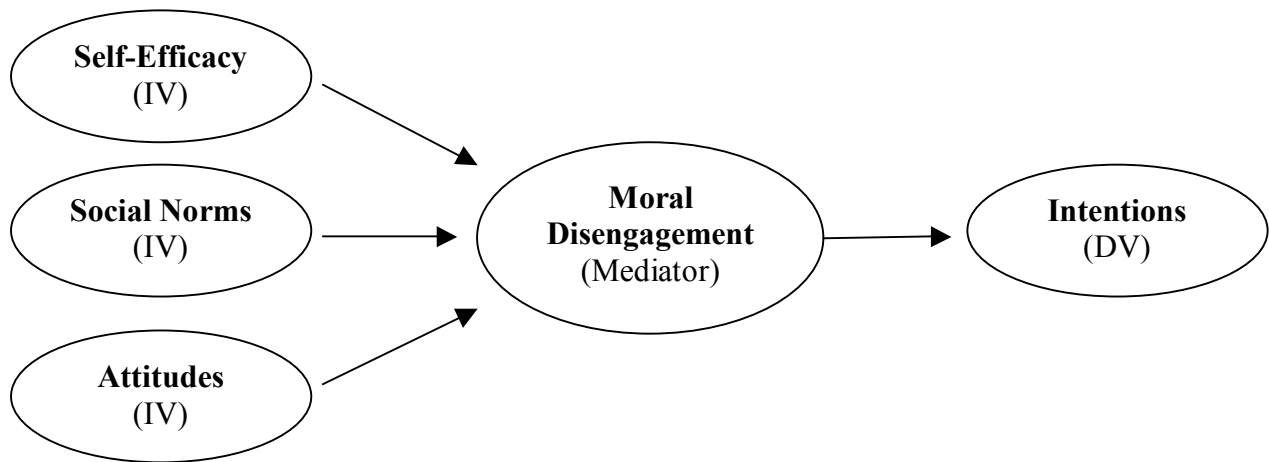 Self-Efficacy
(IV)
Social Norms
(IV)
Attitudes
(IV)
Moral
Disengagement
(Mediator)
Intentions
(DV)